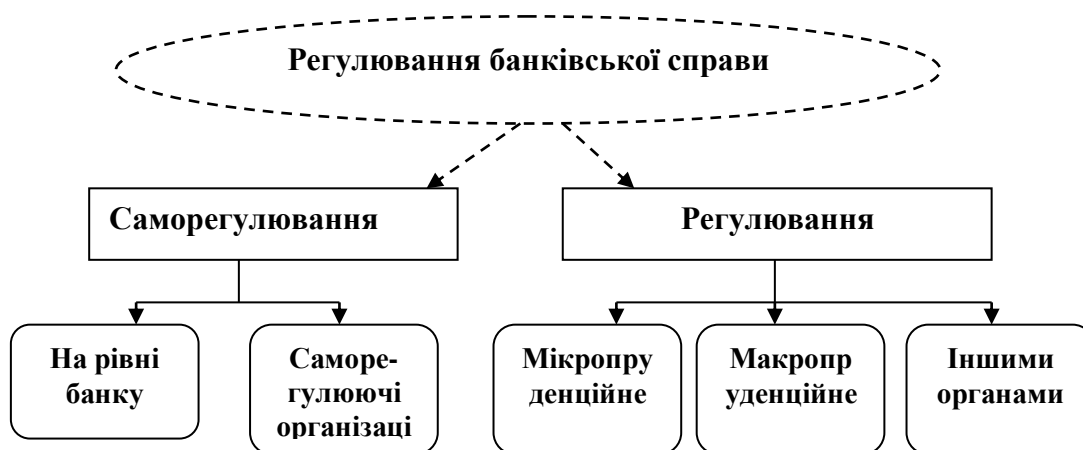 Регулювання банківської справи
Саморегулювання
Регулювання
На рівні
банку
Саморе-
гулюючі
організаці
Мікропру
денційне
Макропр
уденційне
Іншими
органами